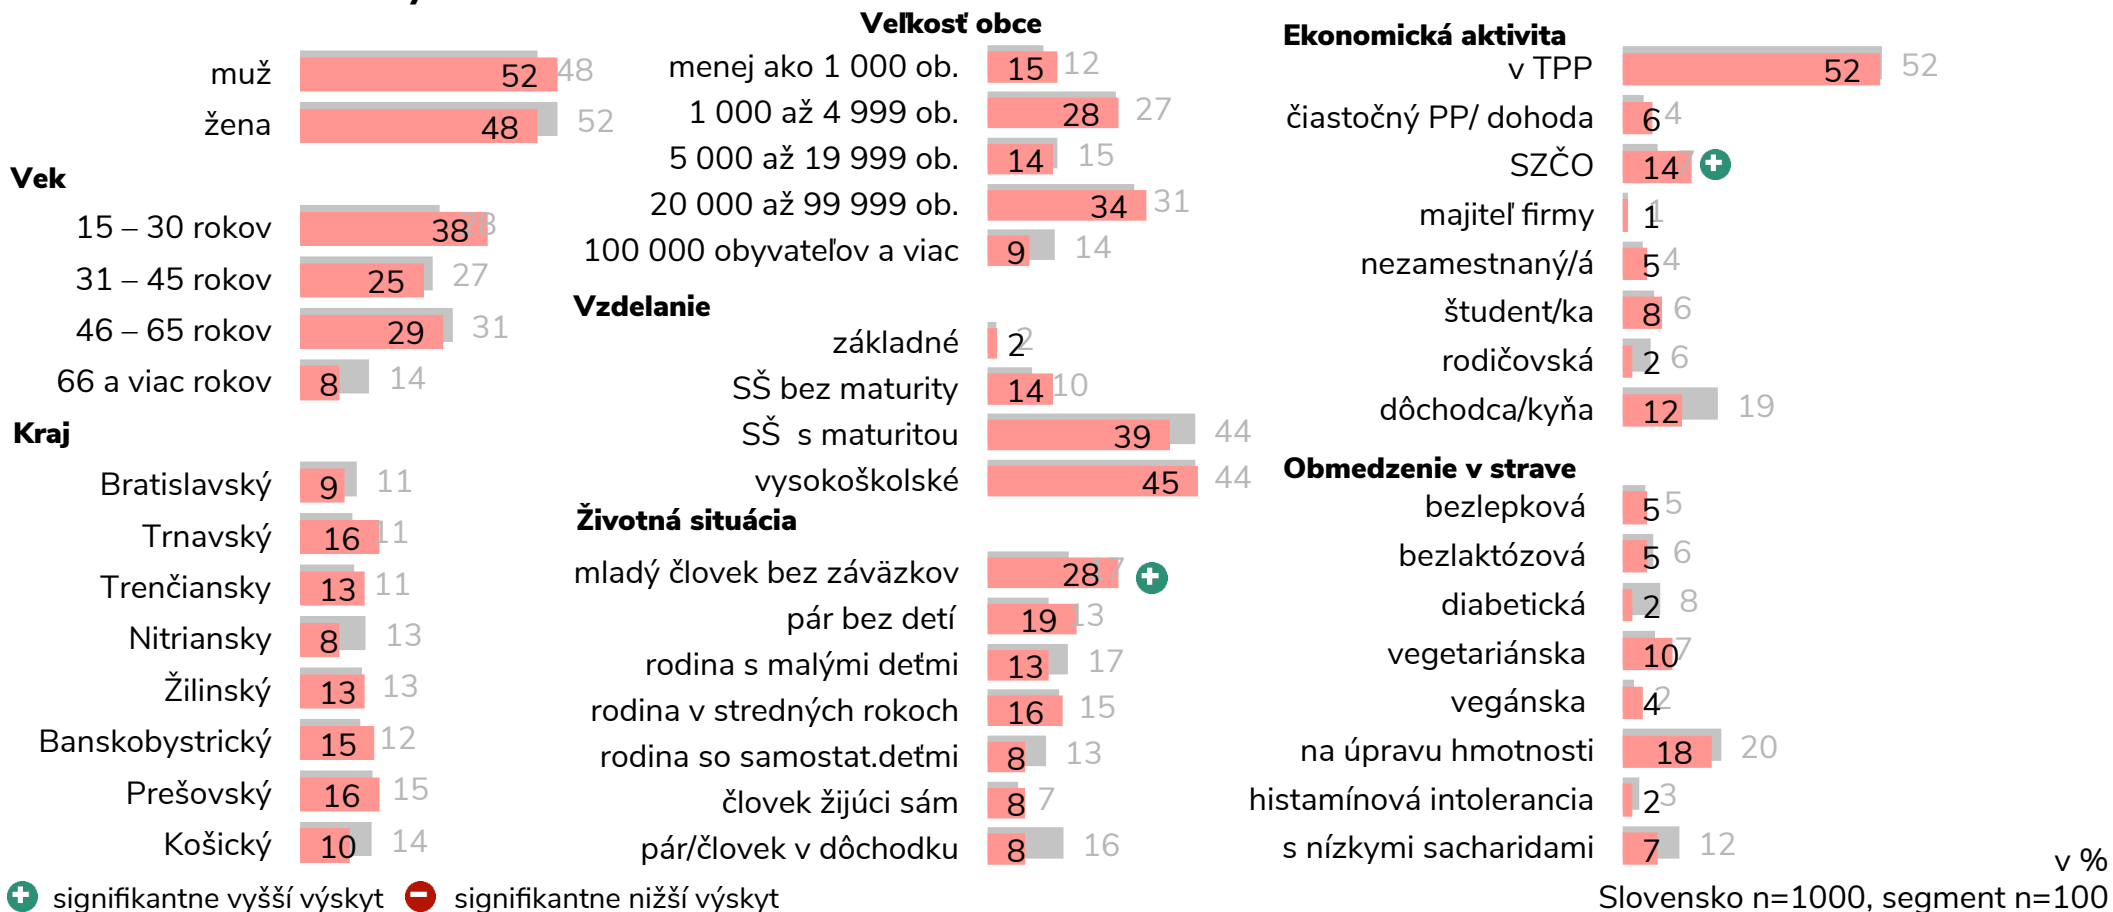 muž 52 48
žena 48 52
Vek
15 – 30 rokov 38 28
31 – 45 rokov 25 27
46 – 65 rokov 29 31
66 a viac rokov 8 14
Kraj
Bratislavský 9 11
Trnavský 16 11
Trenčiansky 13 11
Nitriansky 8 13
Žilinský 13 13
Banskobystrický 15 12
Prešovský 16 15
Košický 10 14
Veľkosť obce
menej ako 1 000 ob. 15 12
1 000 až 4 999 ob. 28 27
5 000 až 19 999 ob. 14 15
20 000 až 99 999 ob. 34 31
100 000 obyvateľov a viac 9 14
Vzdelanie
základné 2 2
SŠ bez maturity 14 10
SŠ s maturitou 39 44
vysokoškolské 45 44
Životná situácia
mladý človek bez záväzkov 28 17
pár bez detí 19 13
rodina s malými deťmi 13 17
rodina v stredných rokoch 16 15
rodina so samostat.deťmi 8 13
človek žijúci sám 8 7
pár/človek v dôchodku 8 16
Ekonomická aktivita
v TPP 52 52
čiastočný PP/ dohoda 6 4
SZČO 14 7
majiteľ firmy 1 1
nezamestnaný/á 5 4
študent/ka 8 6
rodičovská 2 6
dôchodca/kyňa 12 19
Obmedzenie v strave
bezlepková 5 5
bezlaktózová 5 6
diabetická 2 8
vegetariánska 10 7
vegánska 4 2
na úpravu hmotnosti 18 20
histamínová intolerancia 2 3
s nízkymi sacharidami 7 12
v %
signifikantne vyšší výskyt signifikantne nižší výskyt
Slovensko n=1000, segment n=100